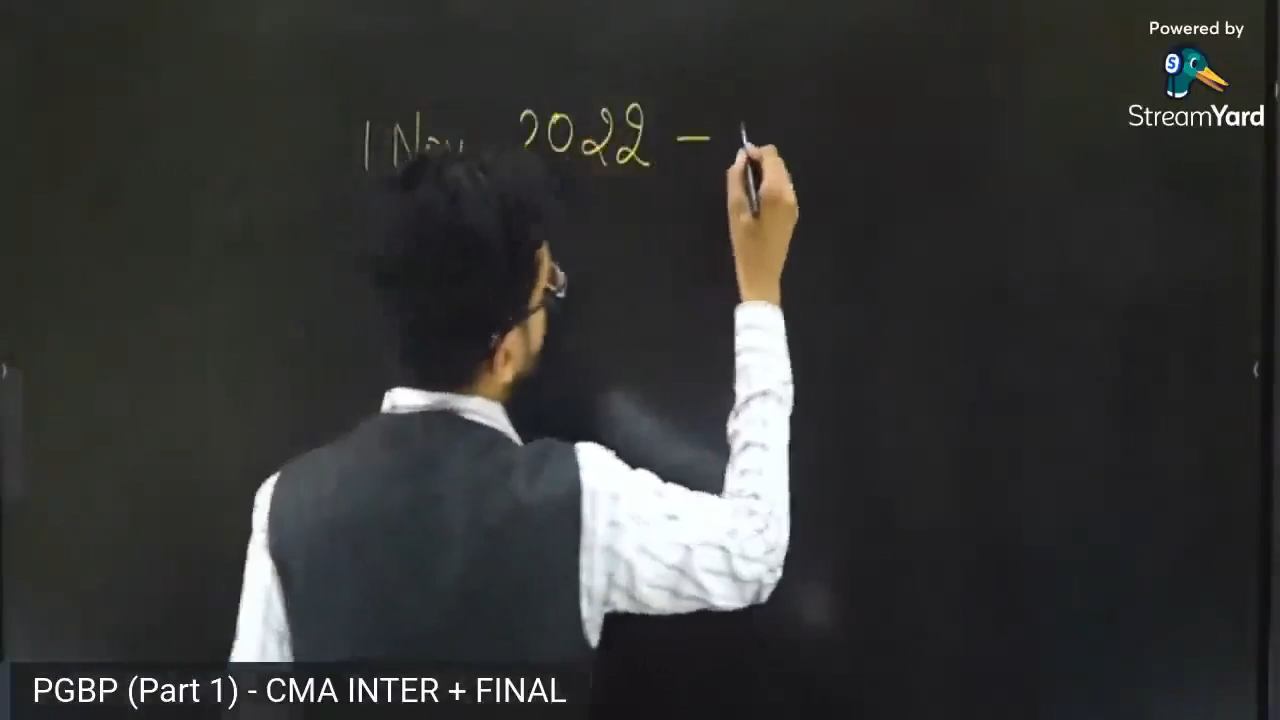 Powered by
StreamYard
1 Nov 2022 -
PGBP (Part 1) - CMA INTER + FINAL